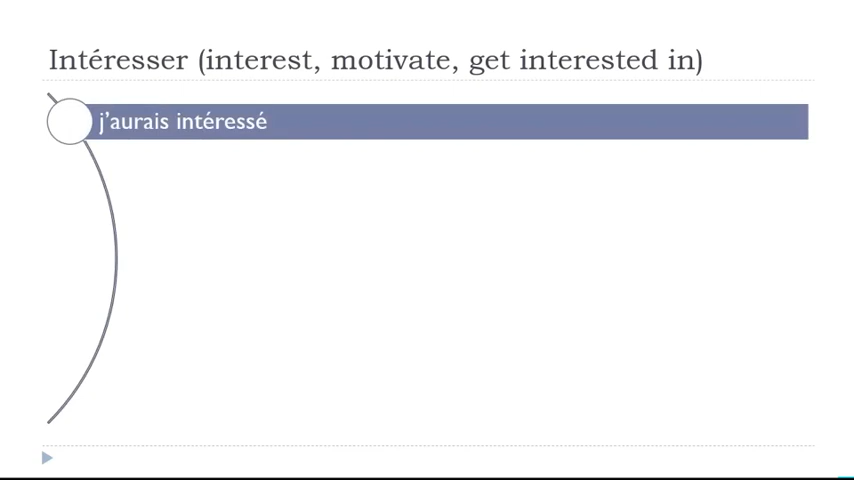 Intéresser (interest, motivate, get interested in)
j’aurais intéressé